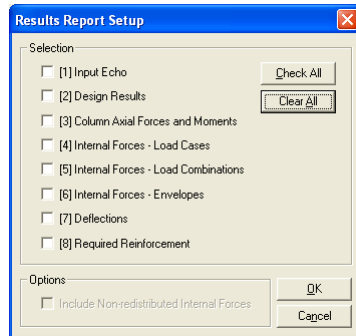 Results Report Setup
Selection
[1] Input Echo
Check All
[2] Design Results
Clear All
[3] Column Axial Forces and Moments
[4] Internal Forces - Load Cases
[5] Internal Forces - Load Combinations
[6] Internal Forces - Envelopes
[7] Deflections
[8] Required Reinforcement
Options
Include Non-redistributed Internal Forces
OK
Cancel